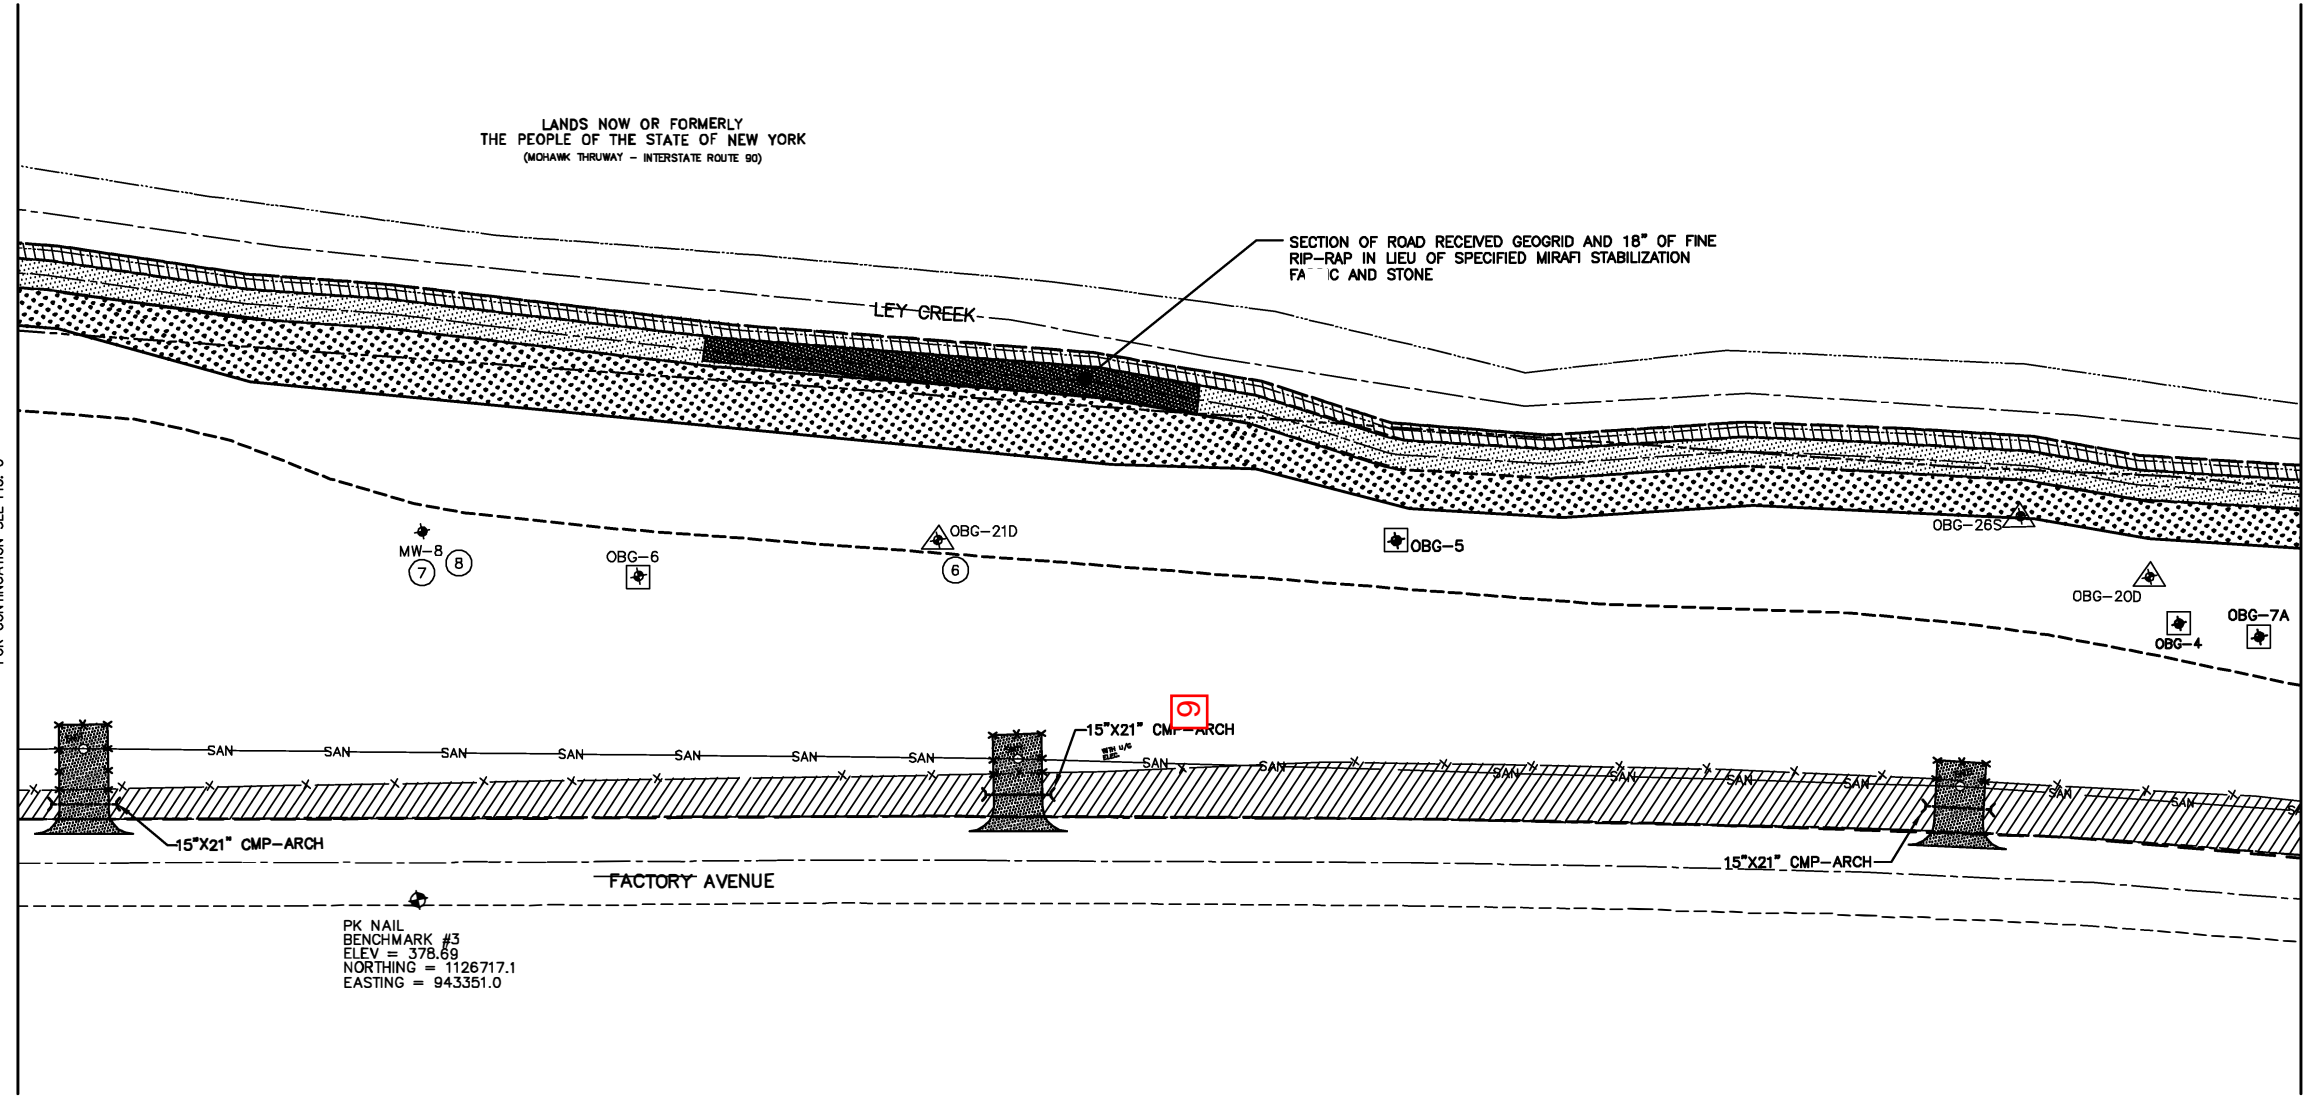 LANDS NOW OR FORMERLY
THE PEOPLE OF THE STATE OF NEW YORK
(MOHAWK THRUWAY – INTERSTATE ROUTE 90)
SECTION OF ROAD RECEIVED GEOGRID AND 18" OF FINE
RIP-RAP IN LIEU OF SPECIFIED MIRAFI STABILIZATION
AND STONE
LEY CREEK
MW-8
7
8
OBG-6
OBG-21D
6
OBG-5
OBG-26S
OBG-20D
OBG-4
OBG-7A
15"X21" CMP-ARCH
WITH U/G
ELEC.
SAN SAN SAN SAN SAN SAN SAN
SAN SAN SAN SAN SAN SAN SAN SAN
15"X21" CMP-ARCH
15"X21" CMP-ARCH
FACTORY AVENUE
PK NAIL
BENCHMARK #3
ELEV = 378.69
NORTHING = 1126717.1
EASTING = 943351.0